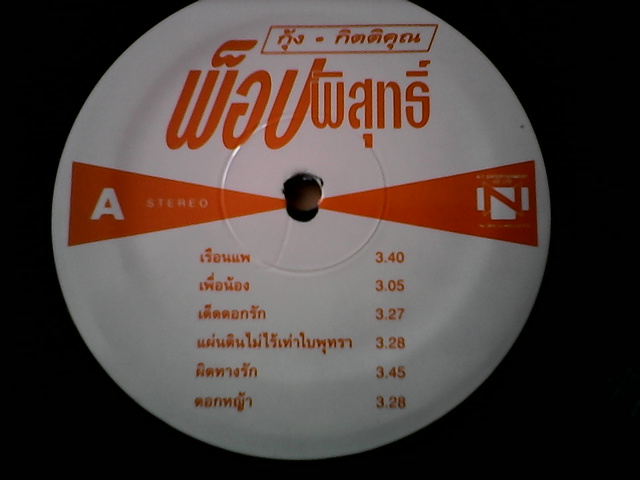 กุ้ง - กิตติคุณ
พ็อปพิสุทธิ์
A STEREO N
เรือนแพ 3.40
เพื่อน้อง 3.05
เด็ดดอกรัก 3.27
แผ่นดินไม่ไร้เท่าใบพุทรา 3.28
ผิดทางรัก 3.45
ดอกหญ้า 3.28